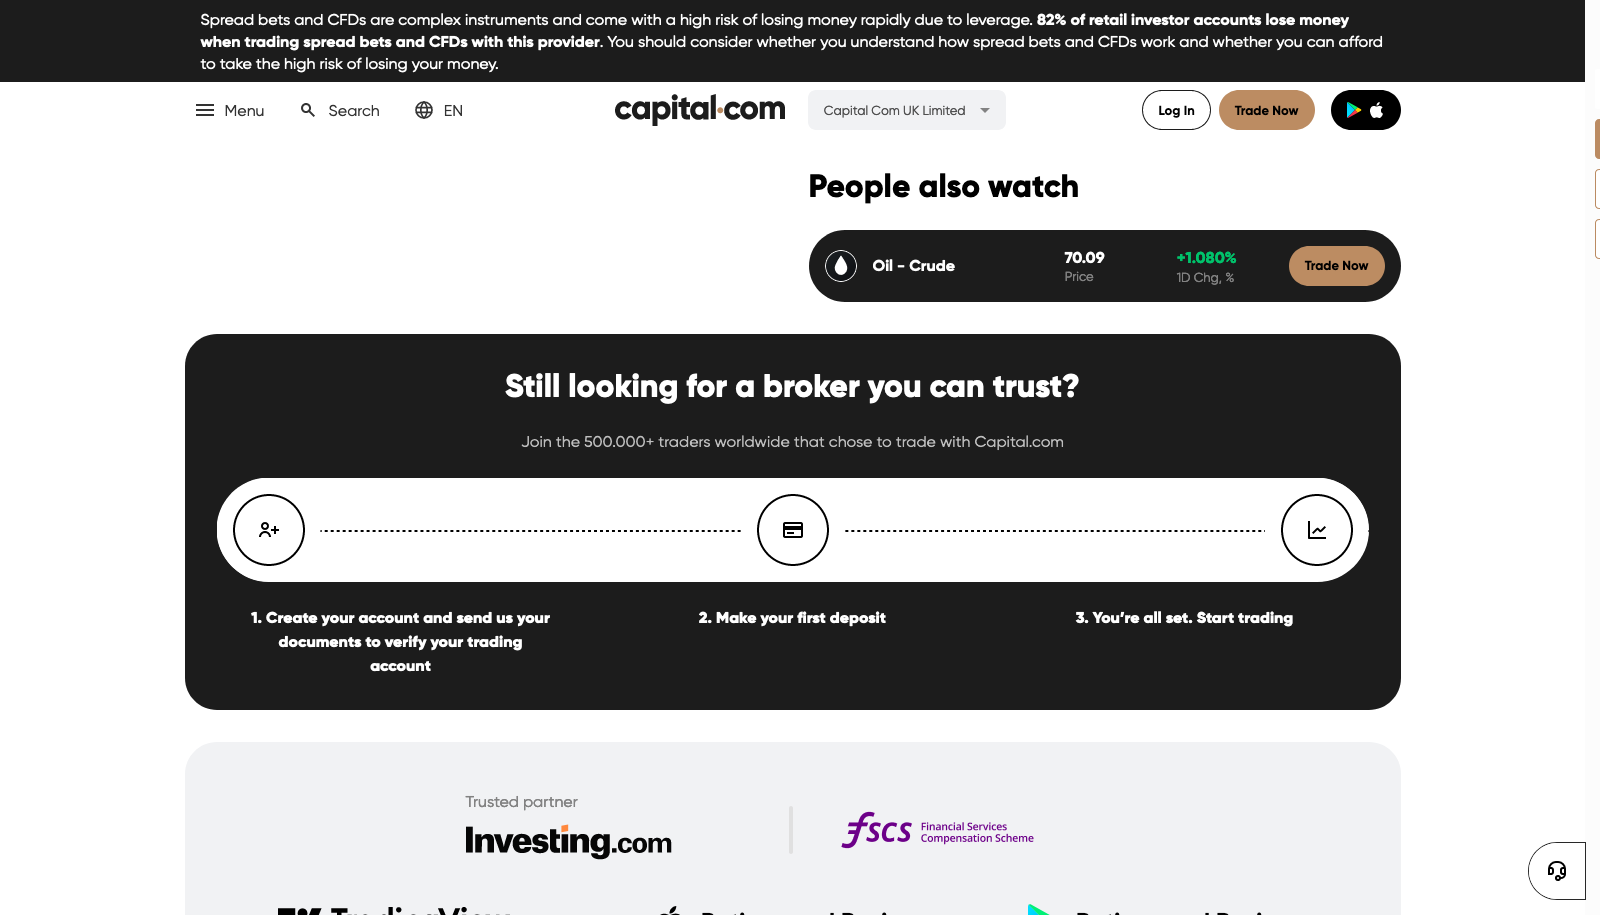 Spread bets and CFDs are complex instruments and come with a high risk of losing money rapidly due to leverage. 82% of retail investor accounts lose money
when trading spread bets and CFDs with this provider. You should consider whether you understand how spread bets and CFDs work and whether you can afford
to take the high risk of losing your money.
Menu
Search
EN
capital.com
Capital Com UK Limited
Log In
Trade Now
People also watch
Oil - Crude
70.09
Price
+1.080%
1D Chg, %
Trade Now
Still looking for a broker you can trust?
Join the 500.000+ traders worldwide that chose to trade with Capital.com
1. Create your account and send us your
documents to verify your trading
account
2. Make your first deposit
3. You're all set. Start trading
Trusted partner
Investing.com
fscs
Financial Services
Compensation Scheme
TradingView